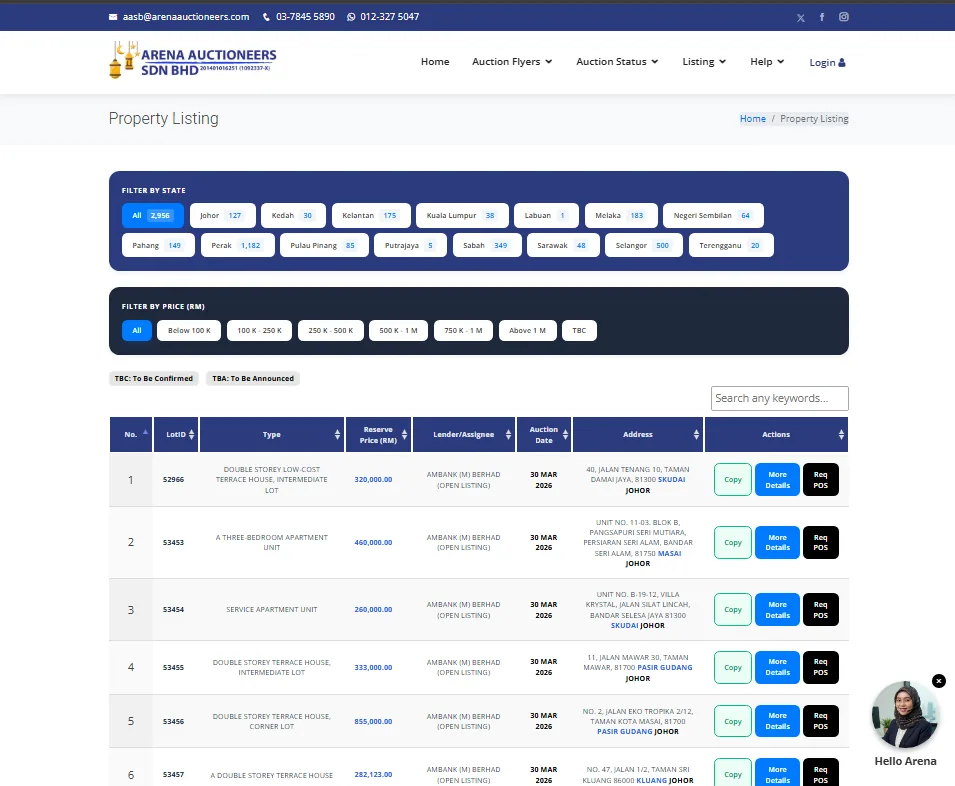 aasb@arenaauctioneers.com 03-7845 5890 012-327 5047
ARENA AUCTIONEERS
SDN BHD 201401016251 (1092337-X)
Home Auction Flyers Auction Status Listing Help Login
Property Listing
Home / Property Listing
FILTER BY STATE
All 2,956 Johor 127 Kedah 30 Kelantan 175 Kuala Lumpur 38 Labuan 1 Melaka 183 Negeri Sembilan 64
Pahang 149 Perak 1,182 Pulau Pinang 85 Putrajaya 5 Sabah 349 Sarawak 48 Selangor 500 Terengganu 20
FILTER BY PRICE (RM)
All Below 100 K 100 K - 250 K 250 K - 500 K 500 K - 1 M 750 K - 1 M Above 1 M TBC
TBC: To Be Confirmed TBA: To Be Announced
Search any keywords...
No. LotID Type Reserve Price (RM) Lender/Assignee Auction Date Address Actions
1 52966 DOUBLE STOREY LOW-COST TERRACE HOUSE, INTERMEDIATE LOT 320,000.00 AMBANK (M) BERHAD (OPEN LISTING) 30 MAR 2026 40, JALAN TENANG 10, TAMAN DAMAI JAYA, 81300 SKUDAI JOHOR Copy More Details Req POS
2 53453 A THREE-BEDROOM APARTMENT UNIT 460,000.00 AMBANK (M) BERHAD (OPEN LISTING) 30 MAR 2026 UNIT NO. 11-03. BLOK B, PANGSAPURI SERI MUTIARA, PERSIARAN SERI ALAM, BANDAR SERI ALAM, 81750 MASAI JOHOR Copy More Details Req POS
3 53454 SERVICE APARTMENT UNIT 260,000.00 AMBANK (M) BERHAD (OPEN LISTING) 30 MAR 2026 UNIT NO. B-19-12, VILLA KRYSTAL, JALAN SILAT LINCAH, BANDAR SELESA JAYA 81300 SKUDAI JOHOR Copy More Details Req POS
4 53455 DOUBLE STOREY TERRACE HOUSE, INTERMEDIATE LOT 333,000.00 AMBANK (M) BERHAD (OPEN LISTING) 30 MAR 2026 11, JALAN MAWAR 30, TAMAN MAWAR, 81700 PASIR GUDANG JOHOR Copy More Details Req POS
5 53456 DOUBLE STOREY TERRACE HOUSE, CORNER LOT 855,000.00 AMBANK (M) BERHAD (OPEN LISTING) 30 MAR 2026 NO. 2, JALAN EKO TROPIKA 2/12, TAMAN KOTA MASAI, 81700 PASIR GUDANG JOHOR Copy More Details Req POS
6 53457 A DOUBLE STOREY TERRACE HOUSE 282,123.00 AMBANK (M) BERHAD (OPEN LISTING) 30 MAR 2026 NO. 47, JALAN 1/2, TAMAN SRI KLUANG 86000 KLUANG JOHOR Copy More Details Req POS
Hello Arena